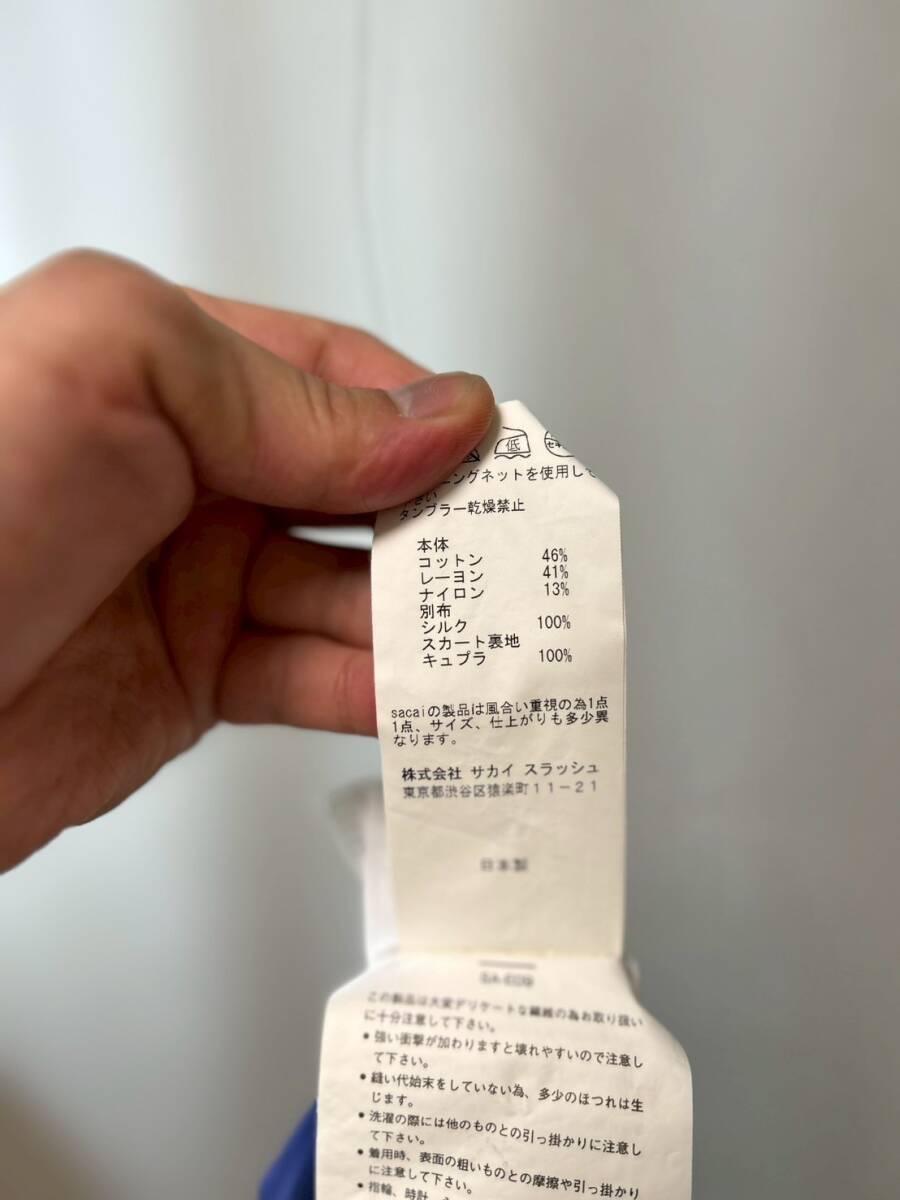 低
ニングネットを使用して
さい
タンブラー乾燥禁止
本体
コットン 46%
レーヨン 41%
ナイロン 13%
別布
シルク 100%
スカート裏地
キュプラ 100%
sacaiの製品は風合い重視の為1点
1点、サイズ、仕上がりも多少異
なります。
株式会社 サカイ スラッシュ
東京都渋谷区猿楽町11-21
日本製
この製品は大変デリケートな繊維の為お取り扱い
に十分注意して下さい。
●強い衝撃が加わりますと壊れやすいので注意し
て下さい。
●縫い代始末をしていない為、多少のほつれは生
じます。
●洗濯の際には他のものとの引っ掛かりに注意し
て下さい。
●着用時、表面の粗いものとの摩擦や引っ掛かり
に注意して下さい。
●指輪、時計、